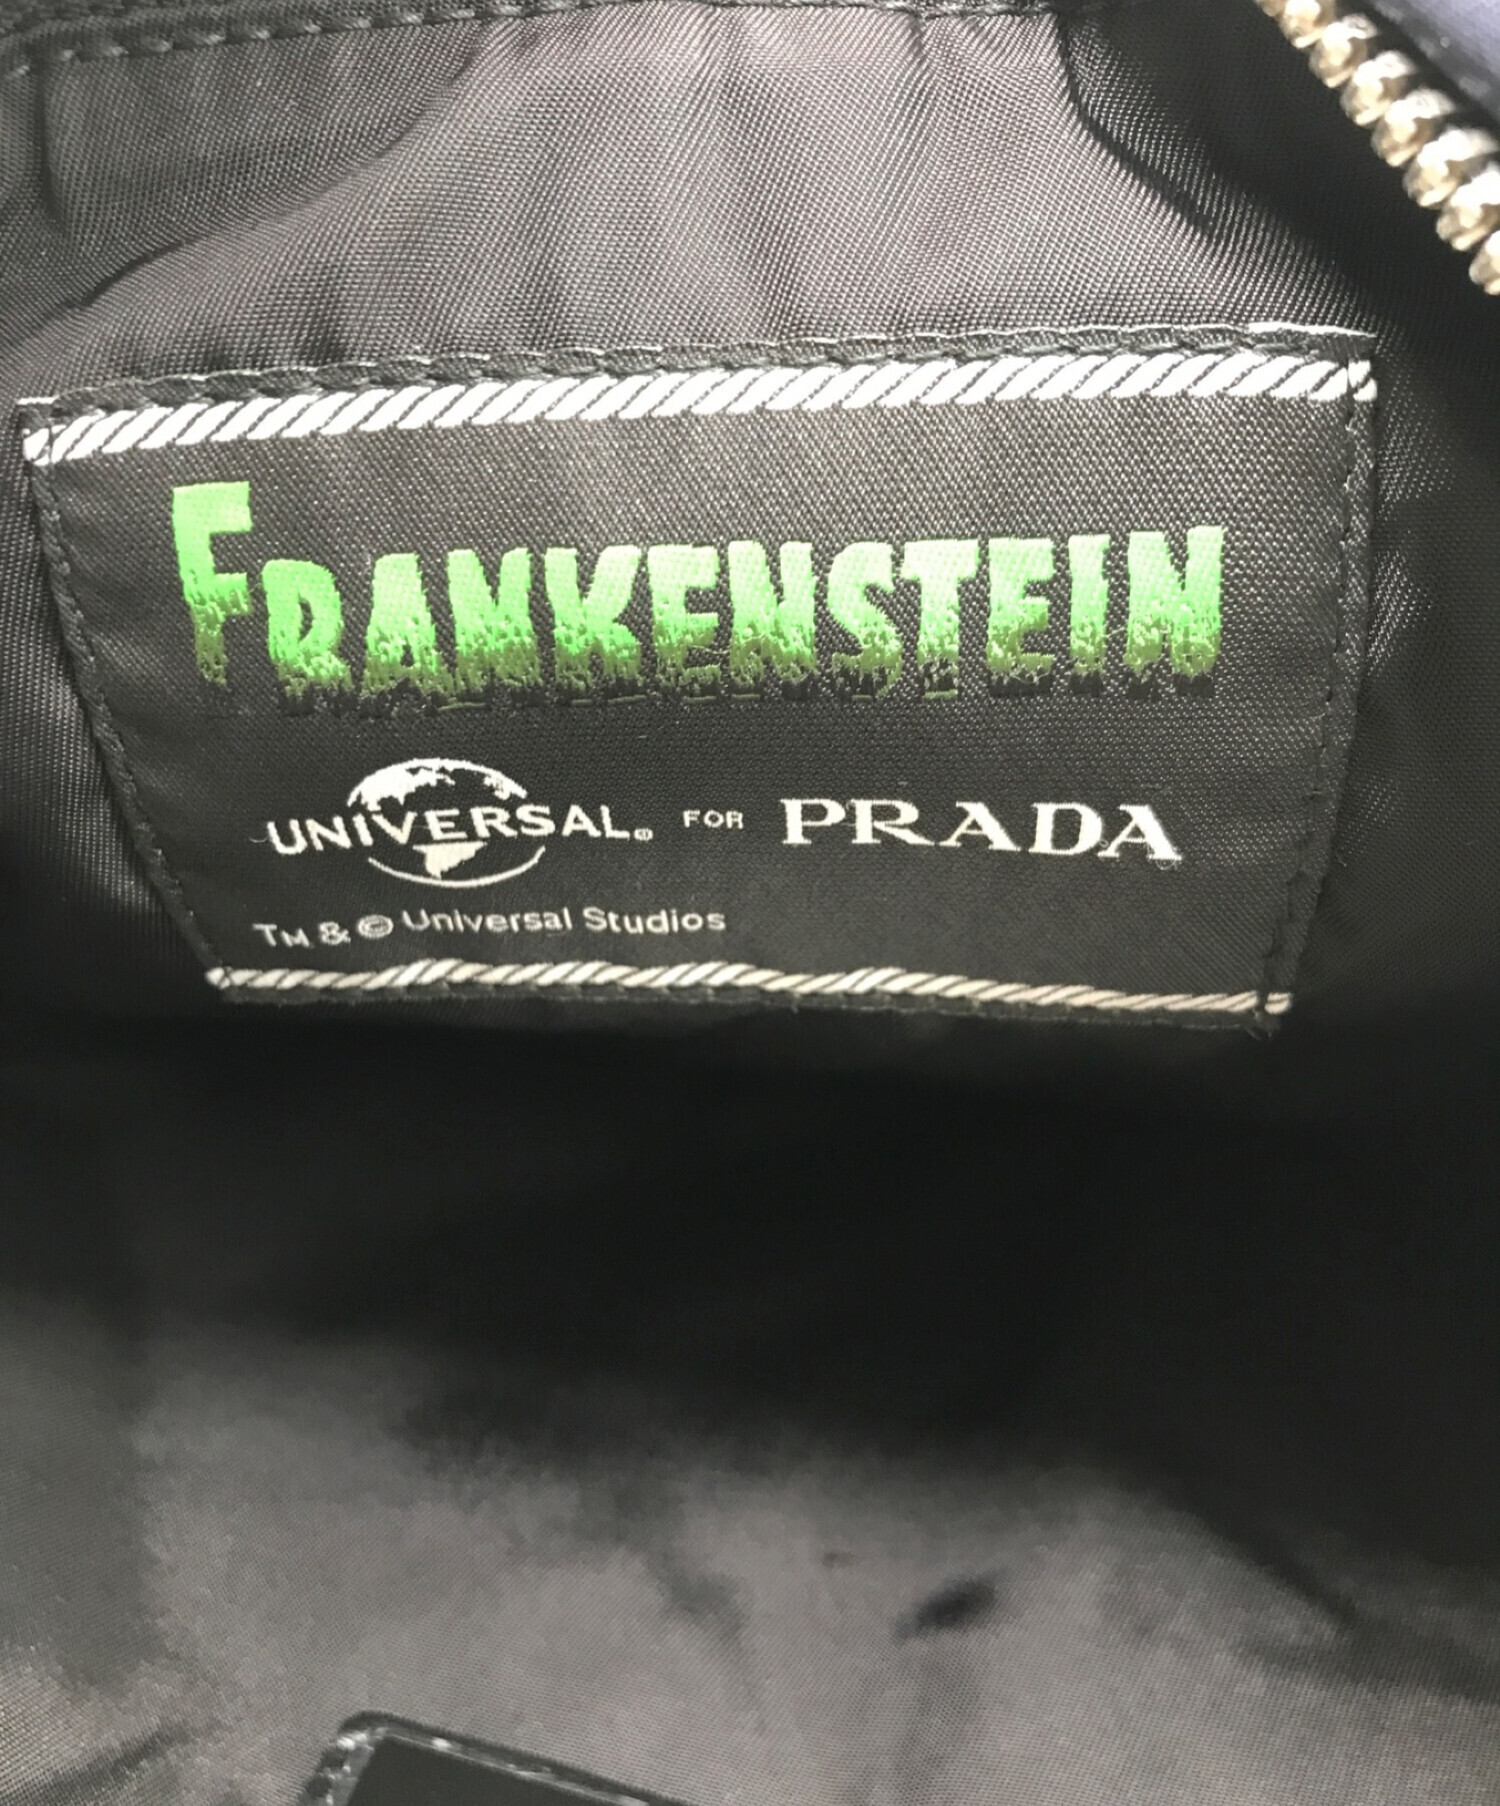 FRANKENSTEIN
UNIVERSAL® FOR PRADA
TM & © Universal Studios